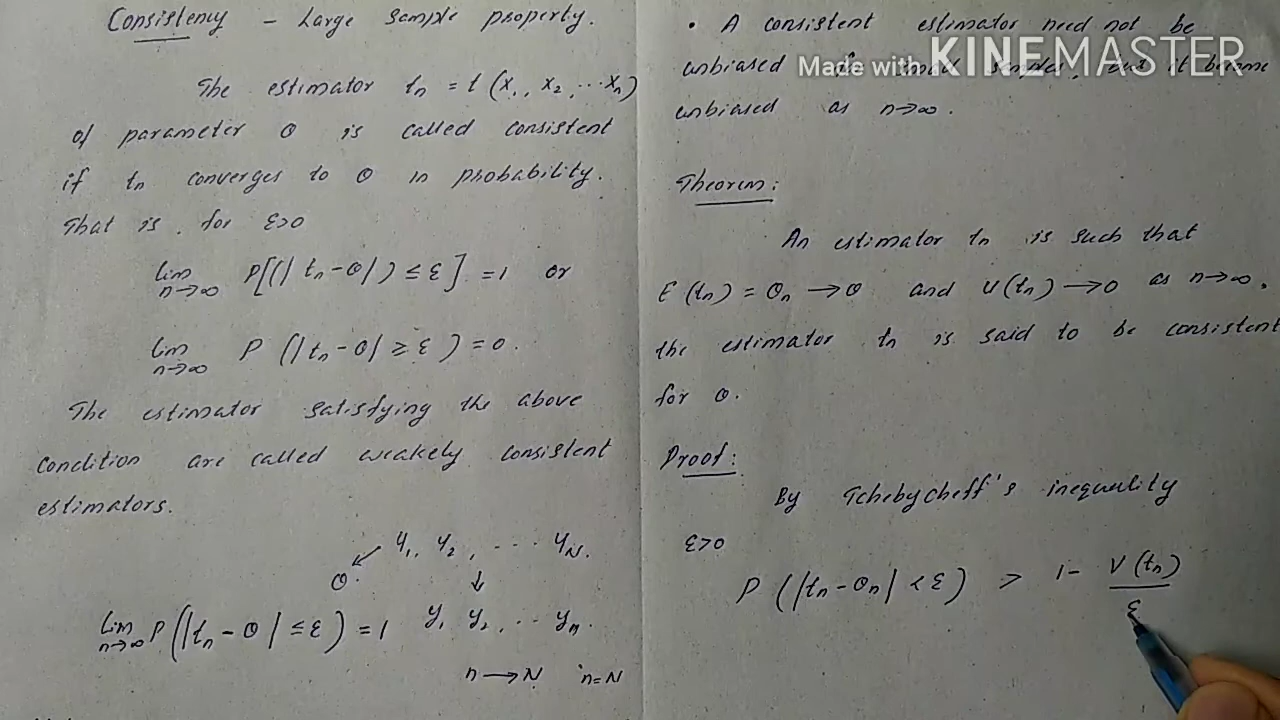 Consistency - Large sample property.
The estimator tn = t (x1, x2, ... xn)
of parameter θ is called consistent
if tn converges to θ in probability.
That is, for ε>0
lim n→∞ P[(|tn - θ|) ≤ ε] = 1 or
lim n→∞ P (|tn - θ| ≥ ε) = 0.
The estimator satisfying the above
condition are called weakely consistent
estimators.
Y1, Y2, ... YN.
θ.
lim n→∞ P(|tn - θ| ≤ ε) = 1 y1 y2 ... yn.
n → N n=N
• A consistent estimator need not be
unbiased but it become
unbiased as n→∞.
Made with KINEMASTER
Theorem:
An estimator tn is such that
E(tn) = θn → θ and V(tn) → 0 as n→∞.
the estimator tn is said to be consistent
for θ.
Proof:
By Tchebycheff's inequality
ε>0
P (|tn - θn| < ε) > 1 - V(tn)
ε